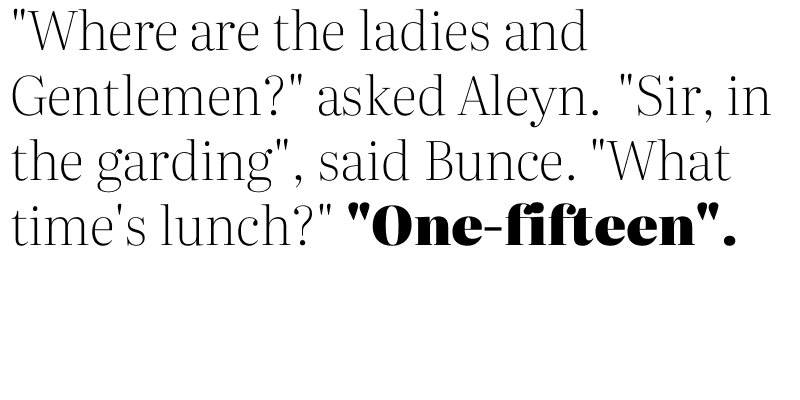 "Where are the ladies and
Gentlemen?" asked Aleyn. "Sir, in
the garding", said Bunce. "What
time's lunch?" "One-fifteen".